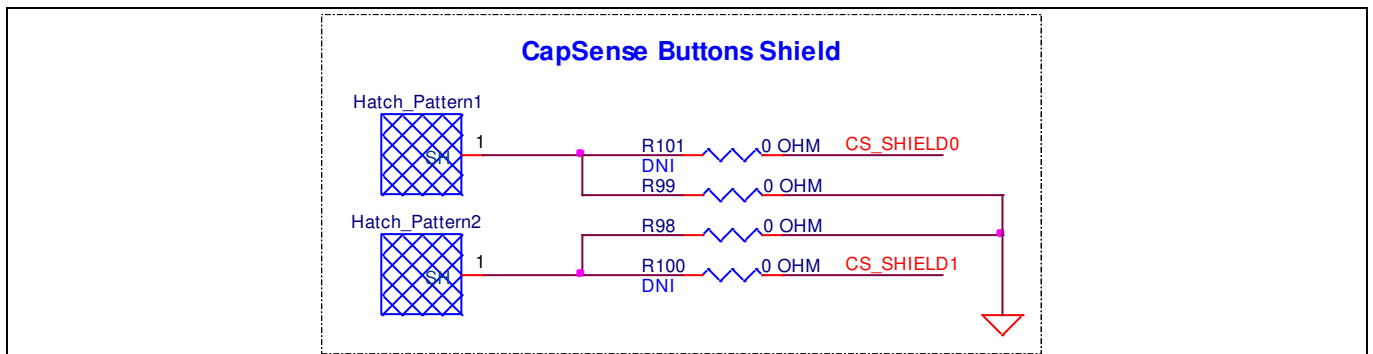 CapSense Buttons Shield
Hatch_Pattern1
SH
1
R101
0 OHM
CS_SHIELD0
DNI
R99
0 OHM
Hatch_Pattern2
SH
1
R98
0 OHM
R100
0 OHM
CS_SHIELD1
DNI